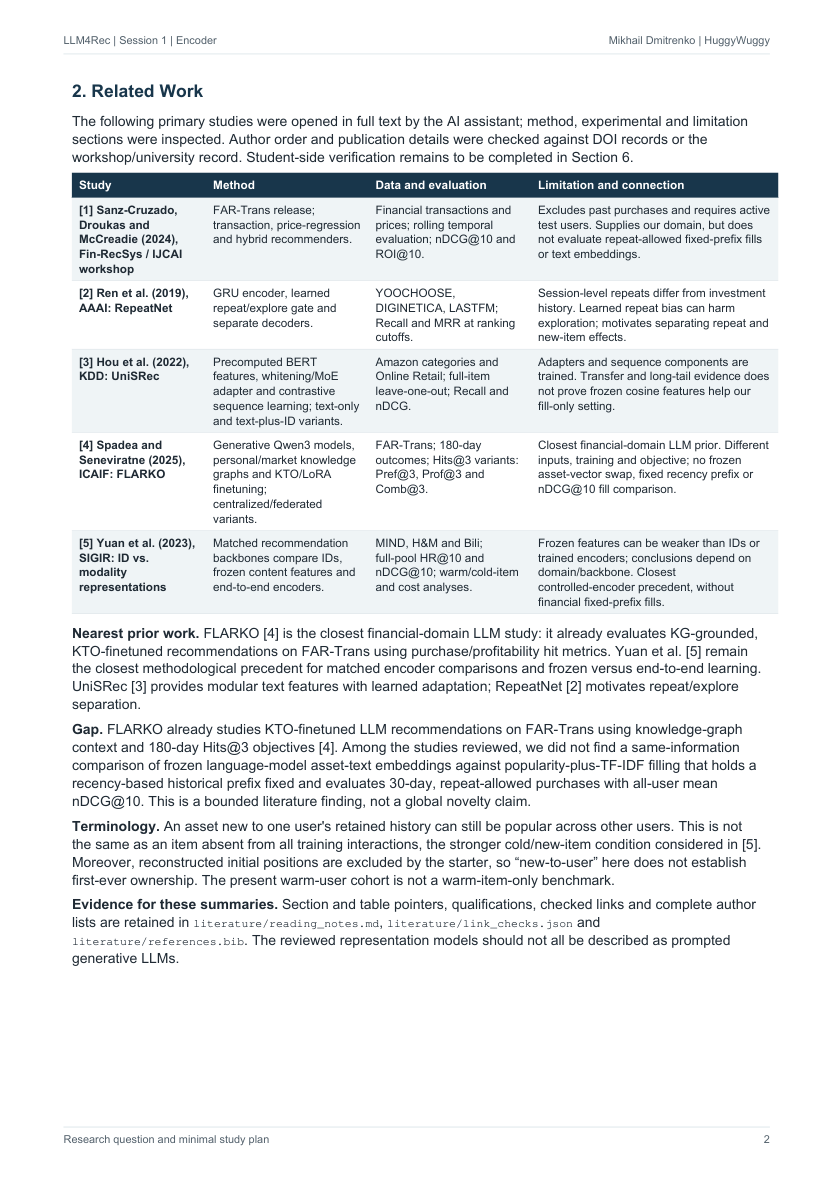 LLM4Rec | Session 1 | Encoder
Mikhail Dmitrenko | HuggyWuggy
2. Related Work
The following primary studies were opened in full text by the AI assistant; method, experimental and limitation
sections were inspected. Author order and publication details were checked against DOI records or the
workshop/university record. Student-side verification remains to be completed in Section 6.
Study
Method
Data and evaluation
Limitation and connection
[1] Sanz-Cruzado,
Droukas and
McCreadie (2024),
Fin-RecSys / IJCAI
workshop
FAR-Trans release;
transaction, price-regression
and hybrid recommenders.
Financial transactions and
prices; rolling temporal
evaluation; nDCG@10 and
ROI@10.
Excludes past purchases and requires active
test users. Supplies our domain, but does
not evaluate repeat-allowed fixed-prefix fills
or text embeddings.
[2] Ren et al. (2019),
AAAI: RepeatNet
GRU encoder, learned
repeat/explore gate and
separate decoders.
YOOCHOOSE,
DIGINETICA, LASTFM;
Recall and MRR at ranking
cutoffs.
Session-level repeats differ from investment
history. Learned repeat bias can harm
exploration; motivates separating repeat and
new-item effects.
[3] Hou et al. (2022),
KDD: UniSRec
Precomputed BERT
features, whitening/MoE
adapter and contrastive
sequence learning; text-only
and text-plus-ID variants.
Amazon categories and
Online Retail; full-item
leave-one-out; Recall and
nDCG.
Adapters and sequence components are
trained. Transfer and long-tail evidence does
not prove frozen cosine features help our
fill-only setting.
[4] Spadea and
Seneviratne (2025),
ICAIF: FLARKO
Generative Qwen3 models,
personal/market knowledge
graphs and KTO/LoRA
finetuning;
centralized/federated
variants.
FAR-Trans; 180-day
outcomes; Hits@3 variants:
Pref@3, Prof@3 and
Comb@3.
Closest financial-domain LLM prior. Different
inputs, training and objective; no frozen
asset-vector swap, fixed recency prefix or
nDCG@10 fill comparison.
[5] Yuan et al. (2023),
SIGIR: ID vs.
modality
representations
Matched recommendation
backbones compare IDs,
frozen content features and
end-to-end encoders.
MIND, H&M and Bili;
full-pool HR@10 and
nDCG@10; warm/cold-item
and cost analyses.
Frozen features can be weaker than IDs or
trained encoders; conclusions depend on
domain/backbone. Closest
controlled-encoder precedent, without
financial fixed-prefix fills.
Nearest prior work. FLARKO [4] is the closest financial-domain LLM study: it already evaluates KG-grounded,
KTO-finetuned recommendations on FAR-Trans using purchase/profitability hit metrics. Yuan et al. [5] remain
the closest methodological precedent for matched encoder comparisons and frozen versus end-to-end learning.
UniSRec [3] provides modular text features with learned adaptation; RepeatNet [2] motivates repeat/explore
separation.
Gap. FLARKO already studies KTO-finetuned LLM recommendations on FAR-Trans using knowledge-graph
context and 180-day Hits@3 objectives [4]. Among the studies reviewed, we did not find a same-information
comparison of frozen language-model asset-text embeddings against popularity-plus-TF-IDF filling that holds a
recency-based historical prefix fixed and evaluates 30-day, repeat-allowed purchases with all-user mean
nDCG@10. This is a bounded literature finding, not a global novelty claim.
Terminology. An asset new to one user's retained history can still be popular across other users. This is not
the same as an item absent from all training interactions, the stronger cold/new-item condition considered in [5].
Moreover, reconstructed initial positions are excluded by the starter, so “new-to-user” here does not establish
first-ever ownership. The present warm-user cohort is not a warm-item-only benchmark.
Evidence for these summaries. Section and table pointers, qualifications, checked links and complete author
lists are retained in literature/reading_notes.md, literature/link_checks.json and
literature/references.bib. The reviewed representation models should not all be described as prompted
generative LLMs.
Research question and minimal study plan
2